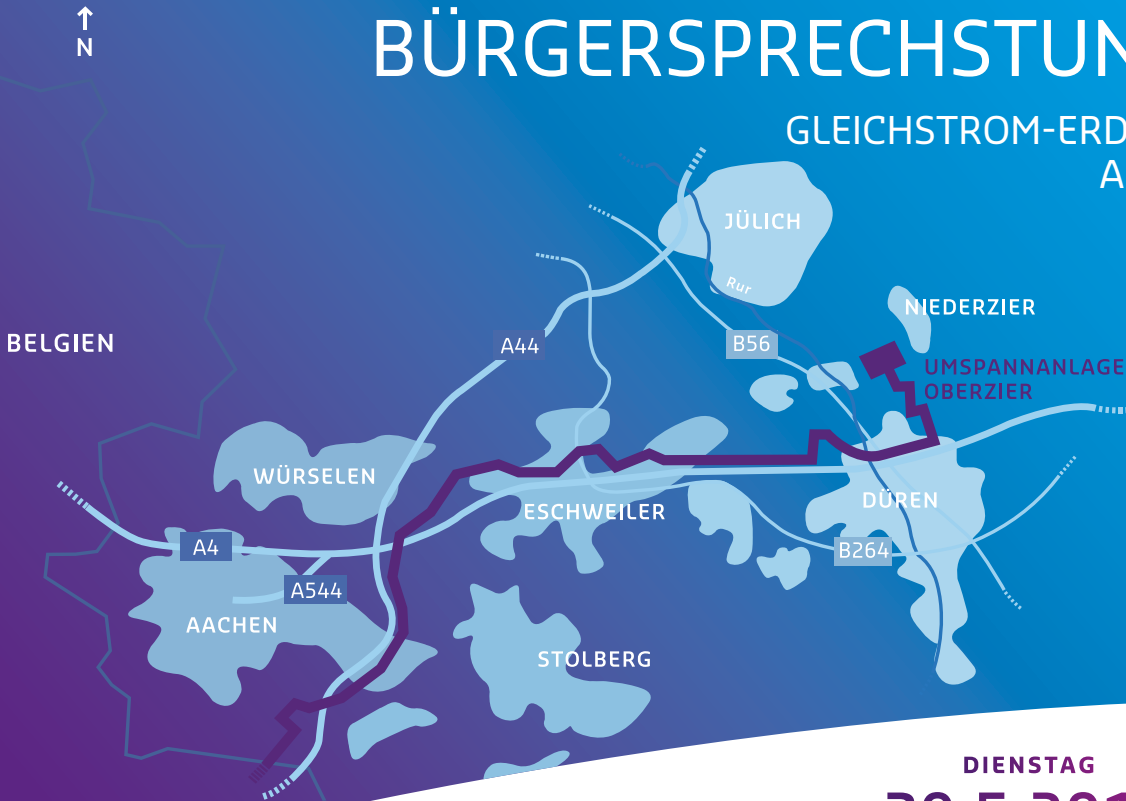 N
BÜRGERSPRECHSTUN
GLEICHSTROM-ERD
A
JÜLICH
Rur
NIEDERZIER
BELGIEN
A44
B56
UMSPANNANLAGE
OBERZIER
WÜRSELEN
ESCHWEILER
DÜREN
A4
B264
A544
AACHEN
STOLBERG
DIENSTAG